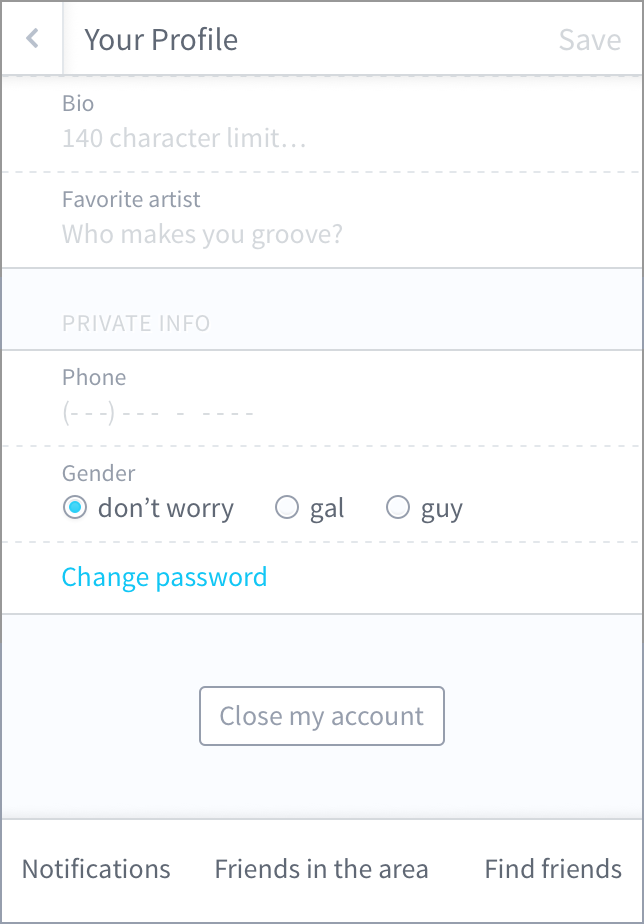 Your Profile Save
Bio
140 character limit…
Favorite artist
Who makes you groove?
PRIVATE INFO
Phone
(- - -) - - - - - - - -
Gender
don’t worry gal guy
Change password
Close my account
Notifications Friends in the area Find friends